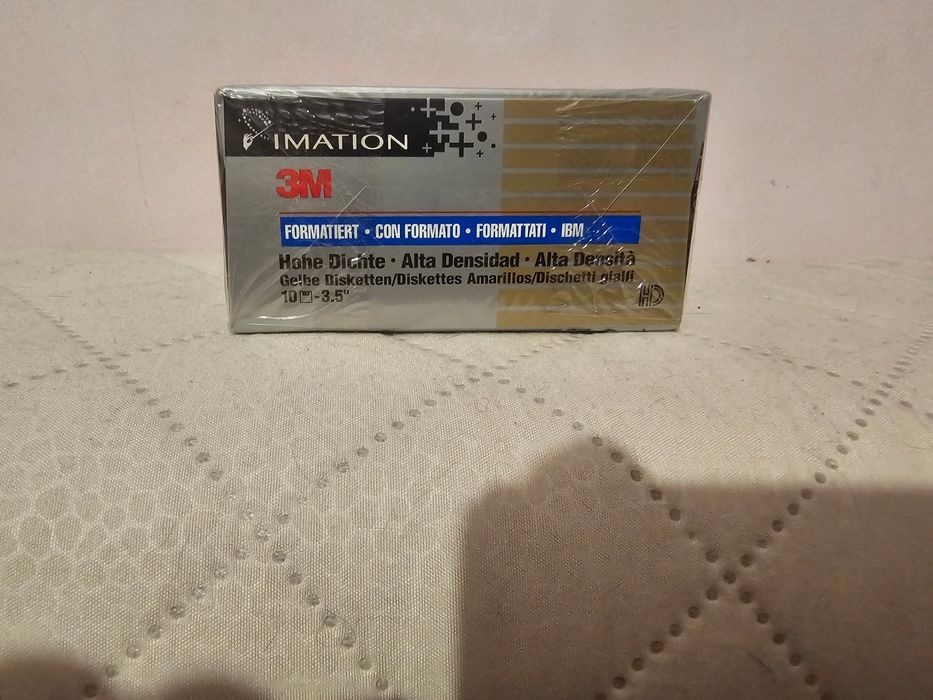 IMATION
3M
FORMATIERT • CON FORMATO • FORMATTATI • IBM
Hohe Dichte • Alta Densidad • Alta Densità
Gelbe Disketten/Diskettes Amarillos/Dischetti gialli
10 -3.5"
HD